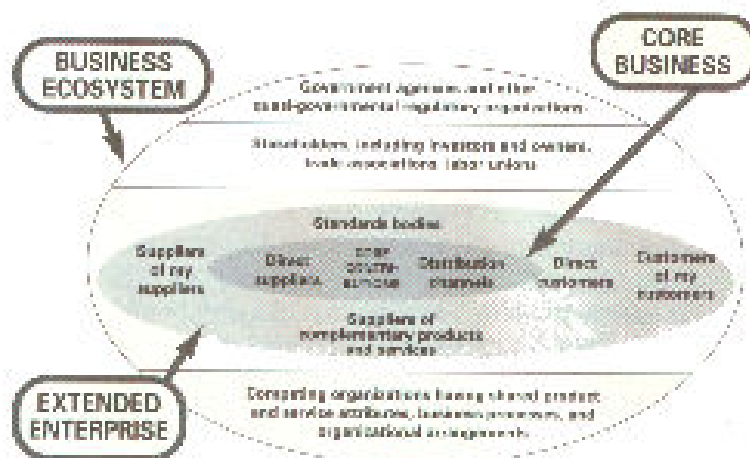 BUSINESS
ECOSYSTEM
CORE
BUSINESS
Government agencies and other
quasi-governmental regulatory organizations
Stakeholders, including investors and owners,
trade associations, labor unions
Standards bodies
Suppliers
of my
suppliers
Direct
suppliers
CORE
CONTRI-
BUTIONS
Distribution
channels
Direct
customers
Customers
of my
customers
Suppliers of
complementary products
and services
EXTENDED
ENTERPRISE
Competing organizations having shared product
and service attributes, business processes, and
organizational arrangements